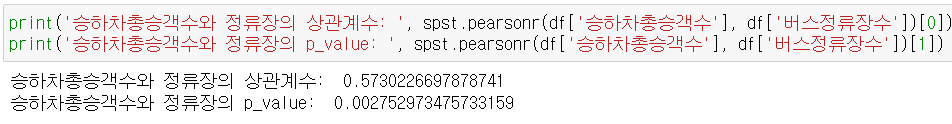 print('승하차총승객수와 정류장의 상관계수: ', spst.pearsonr(df['승하차총승객수'], df['버스정류장수'])[0])
print('승하차총승객수와 정류장의 p_value: ', spst.pearsonr(df['승하차총승객수'], df['버스정류장수'])[1])
승하차총승객수와 정류장의 상관계수:  0.5730226697878741
승하차총승객수와 정류장의 p_value:  0.002752973475733159